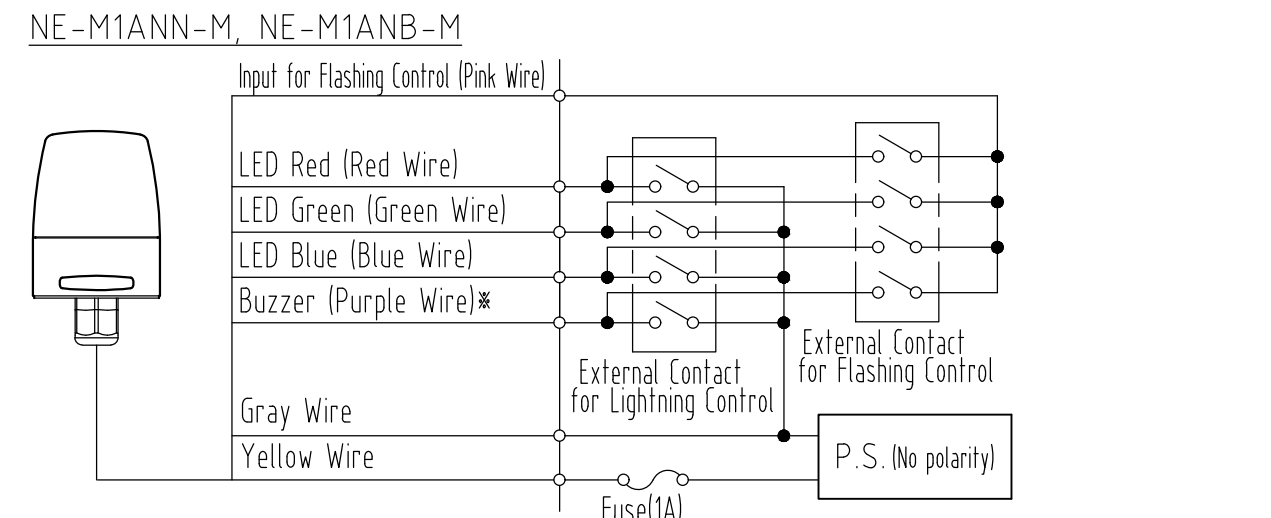 NE-M1ANN-M, NE-M1ANB-M
Input for Flashing Control (Pink Wire)
LED Red (Red Wire)
LED Green (Green Wire)
LED Blue (Blue Wire)
Buzzer (Purple Wire)※
External Contact
for Flashing Control
External Contact
for Lightning Control
Gray Wire
Yellow Wire
P.S. (No polarity)
Fuse(1A)